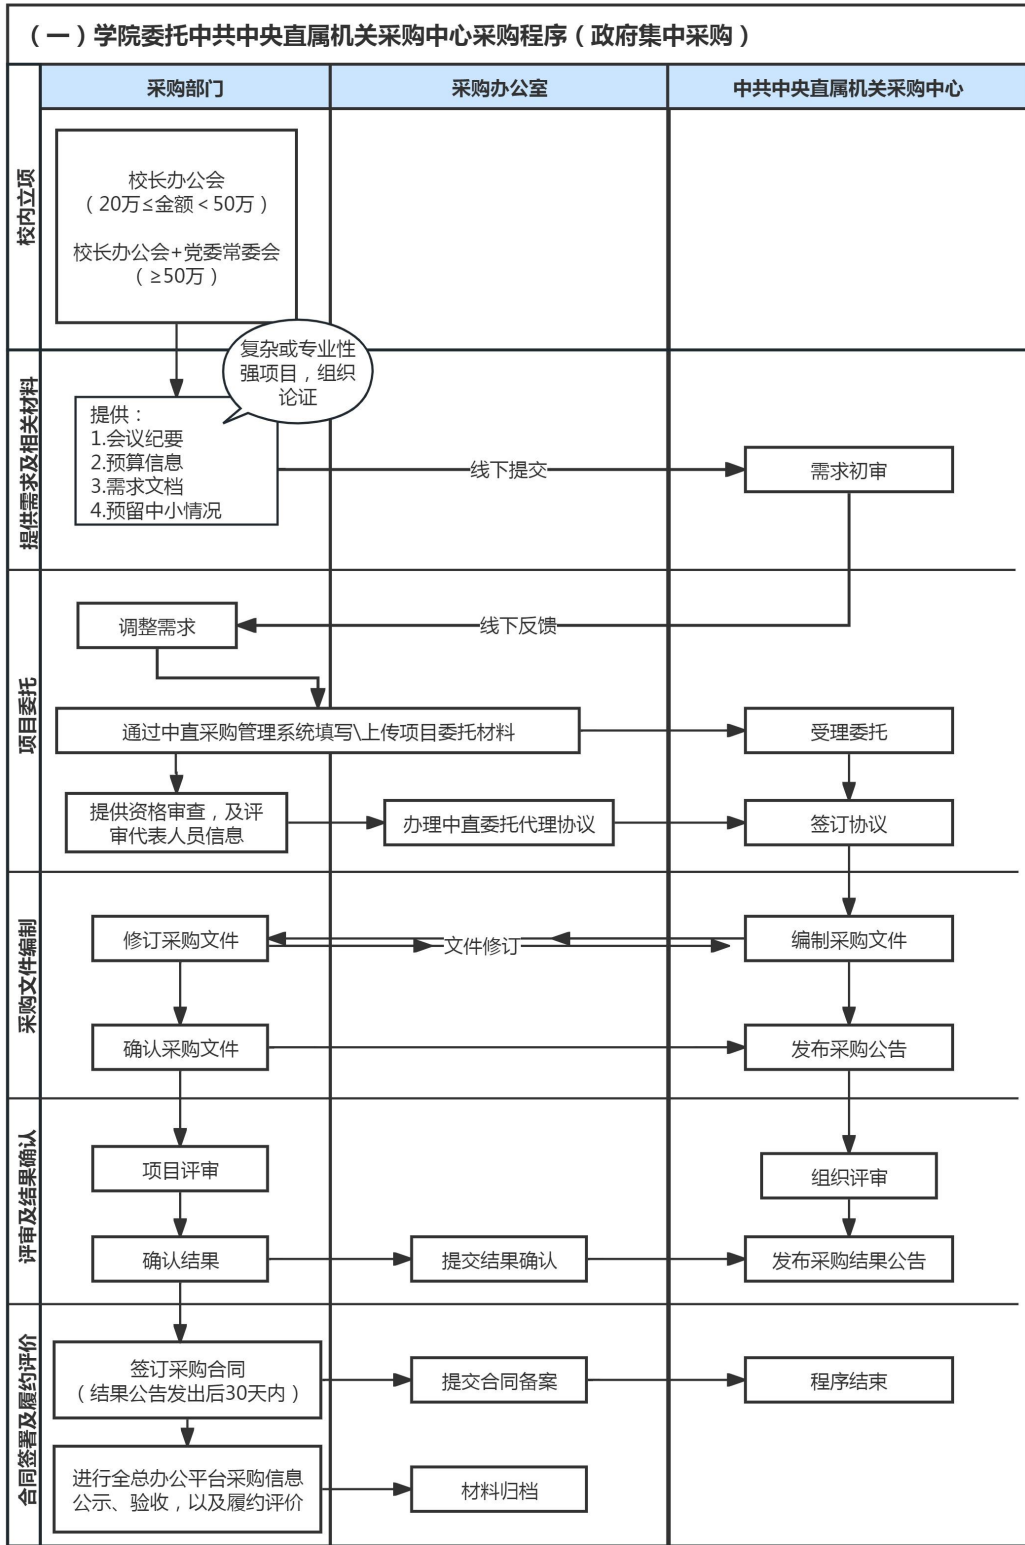 （一）学院委托中共中央直属机关采购中心采购程序（政府集中采购）
采购部门
采购办公室
中共中央直属机关采购中心
校内立项
校长办公会
（20万≤金额＜50万）
校长办公会+党委常委会
（≥50万）
提供需求及相关材料
复杂或专业性
强项目，组织
论证
提供：
1.会议纪要
2.预算信息
3.需求文档
4.预留中小情况
线下提交
需求初审
项目委托
调整需求
线下反馈
通过中直采购管理系统填写\上传项目委托材料
受理委托
提供资格审查，及评
审代表人员信息
办理中直委托代理协议
签订协议
采购文件编制
修订采购文件
文件修订
编制采购文件
确认采购文件
发布采购公告
评审及结果确认
项目评审
组织评审
确认结果
提交结果确认
发布采购结果公告
合同签署及履约评价
签订采购合同
（结果公告发出后30天内）
提交合同备案
程序结束
进行全总办公平台采购信息
公示、验收，以及履约评价
材料归档